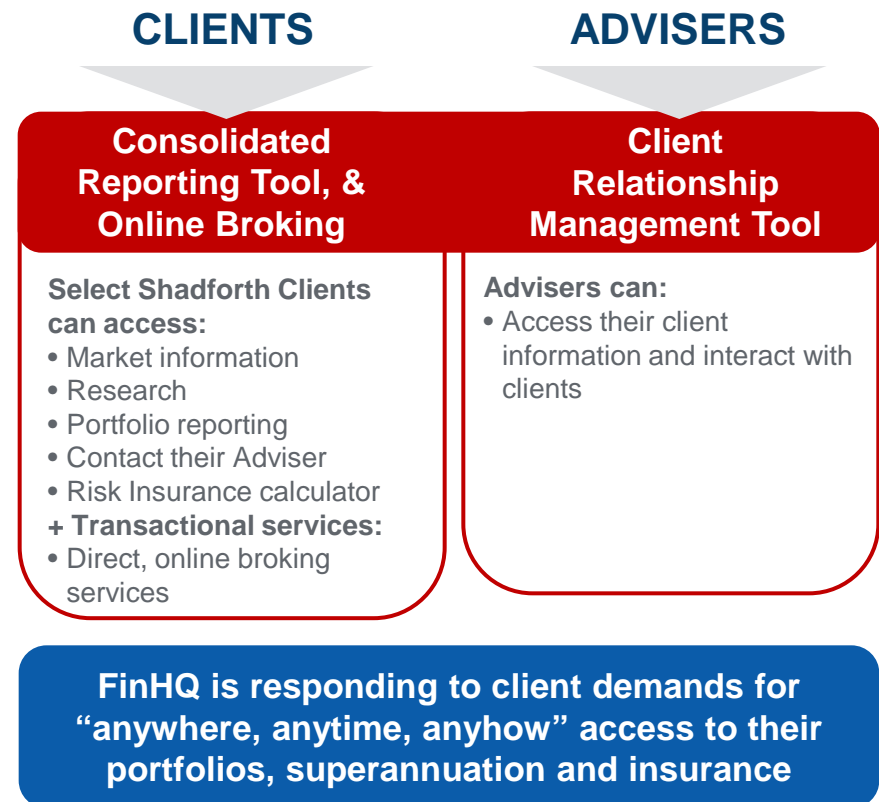 CLIENTS
ADVISERS
Consolidated
Reporting Tool, &
Online Broking
Client
Relationship
Management Tool
Select Shadforth Clients
can access:
• Market information
• Research
• Portfolio reporting
• Contact their Adviser
• Risk Insurance calculator
+ Transactional services:
• Direct, online broking
services
Advisers can:
• Access their client
information and interact with
clients
FinHQ is responding to client demands for
“anywhere, anytime, anyhow” access to their
portfolios, superannuation and insurance